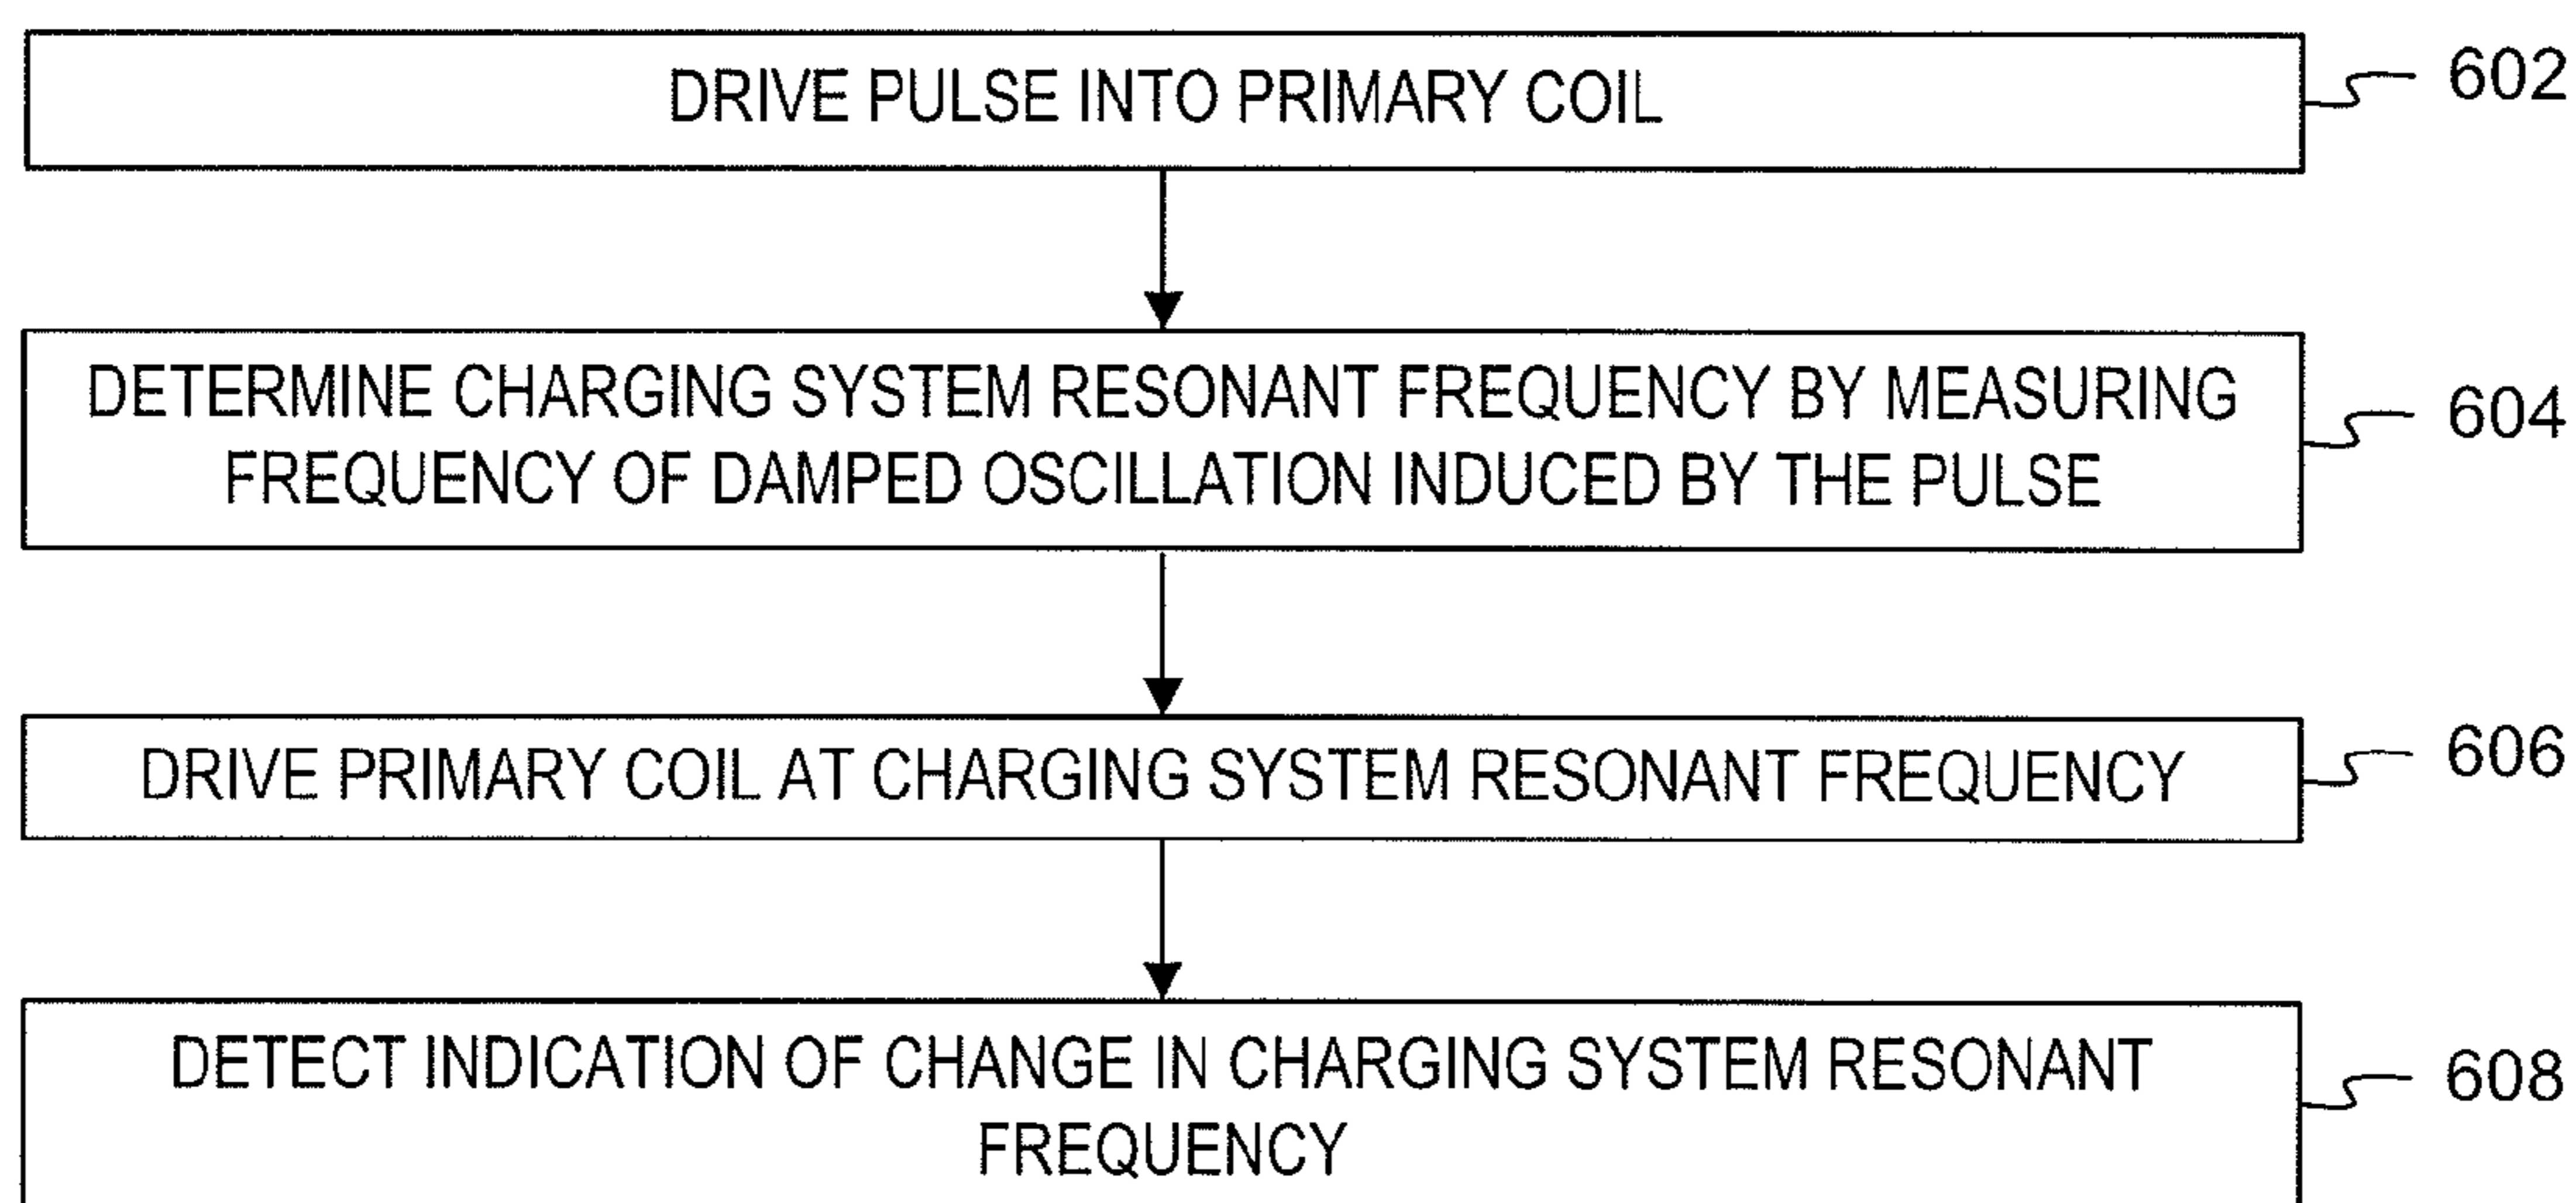 DRIVE PULSE INTO PRIMARY COIL
602
DETERMINE CHARGING SYSTEM RESONANT FREQUENCY BY MEASURING
FREQUENCY OF DAMPED OSCILLATION INDUCED BY THE PULSE
604
DRIVE PRIMARY COIL AT CHARGING SYSTEM RESONANT FREQUENCY
606
DETECT INDICATION OF CHANGE IN CHARGING SYSTEM RESONANT
FREQUENCY
608